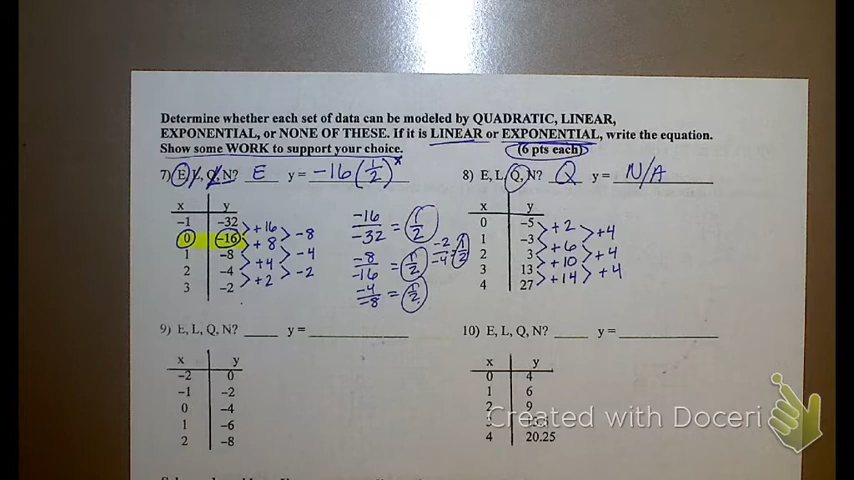 Determine whether each set of data can be modeled by QUADRATIC, LINEAR,
EXPONENTIAL, or NONE OF THESE. If it is LINEAR or EXPONENTIAL, write the equation.
Show some WORK to support your choice. (6 pts each)
7) E, L, Q, N? E y = -16(1/2)^x
x y
-1 -32
0 -16
1 -8
2 -4
3 -2
+16
+8
+4
+2
-8
-4
-2
-16/-32 = 1/2
-8/-16 = 1/2
-4/-8 = 1/2
-2/-4 = 1/2
8) E, L, Q, N? Q y = N/A
x y
0 -5
1 -3
2 3
3 13
4 27
+2
+6
+10
+14
+4
+4
+4
9) E, L, Q, N? ____ y = ____
x y
-2 0
-1 -2
0 -4
1 -6
2 -8
10) E, L, Q, N? ____ y = ____
x y
0 4
1 6
2 9
4 20.25
Created with Doceri